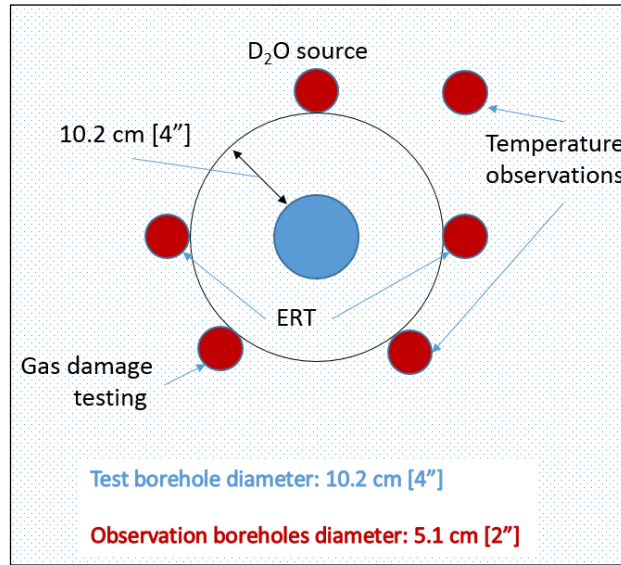 D₂O source
10.2 cm [4”]
Temperature
observations
ERT
Gas damage
testing
Test borehole diameter: 10.2 cm [4”]
Observation boreholes diameter: 5.1 cm [2”]